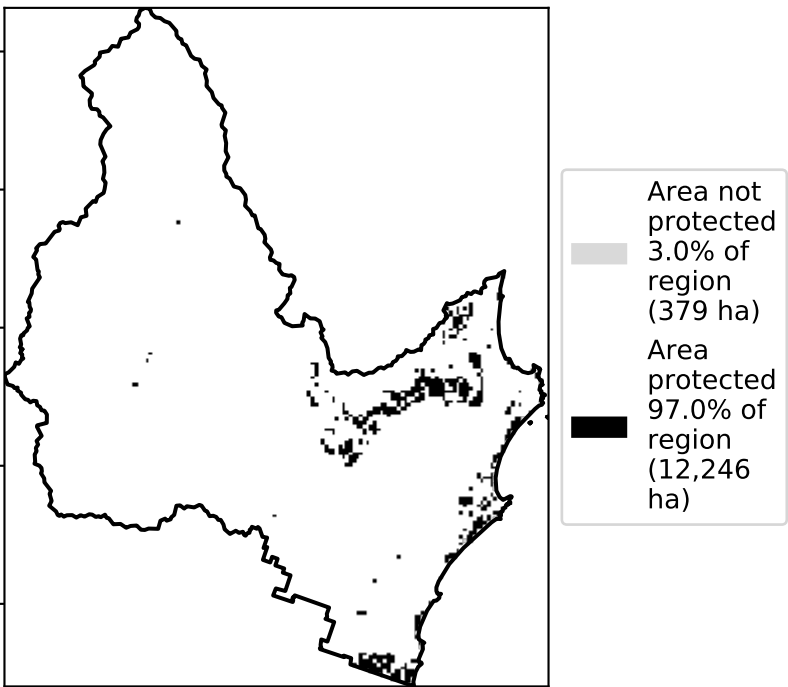 Area not
protected
3.0% of
region
(379 ha)
Area
protected
97.0% of
region
(12,246
ha)